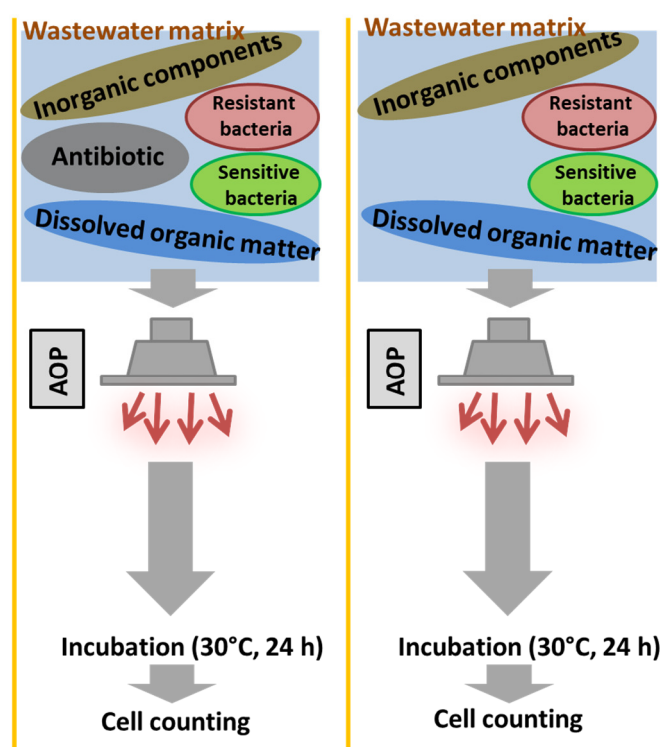 Wastewater matrix
Inorganic components
Resistant
bacteria
Antibiotic
Sensitive
bacteria
Dissolved organic matter
AOP
Incubation (30°C, 24 h)
Cell counting
Wastewater matrix
Inorganic components
Resistant
bacteria
Sensitive
bacteria
Dissolved organic matter
AOP
Incubation (30°C, 24 h)
Cell counting